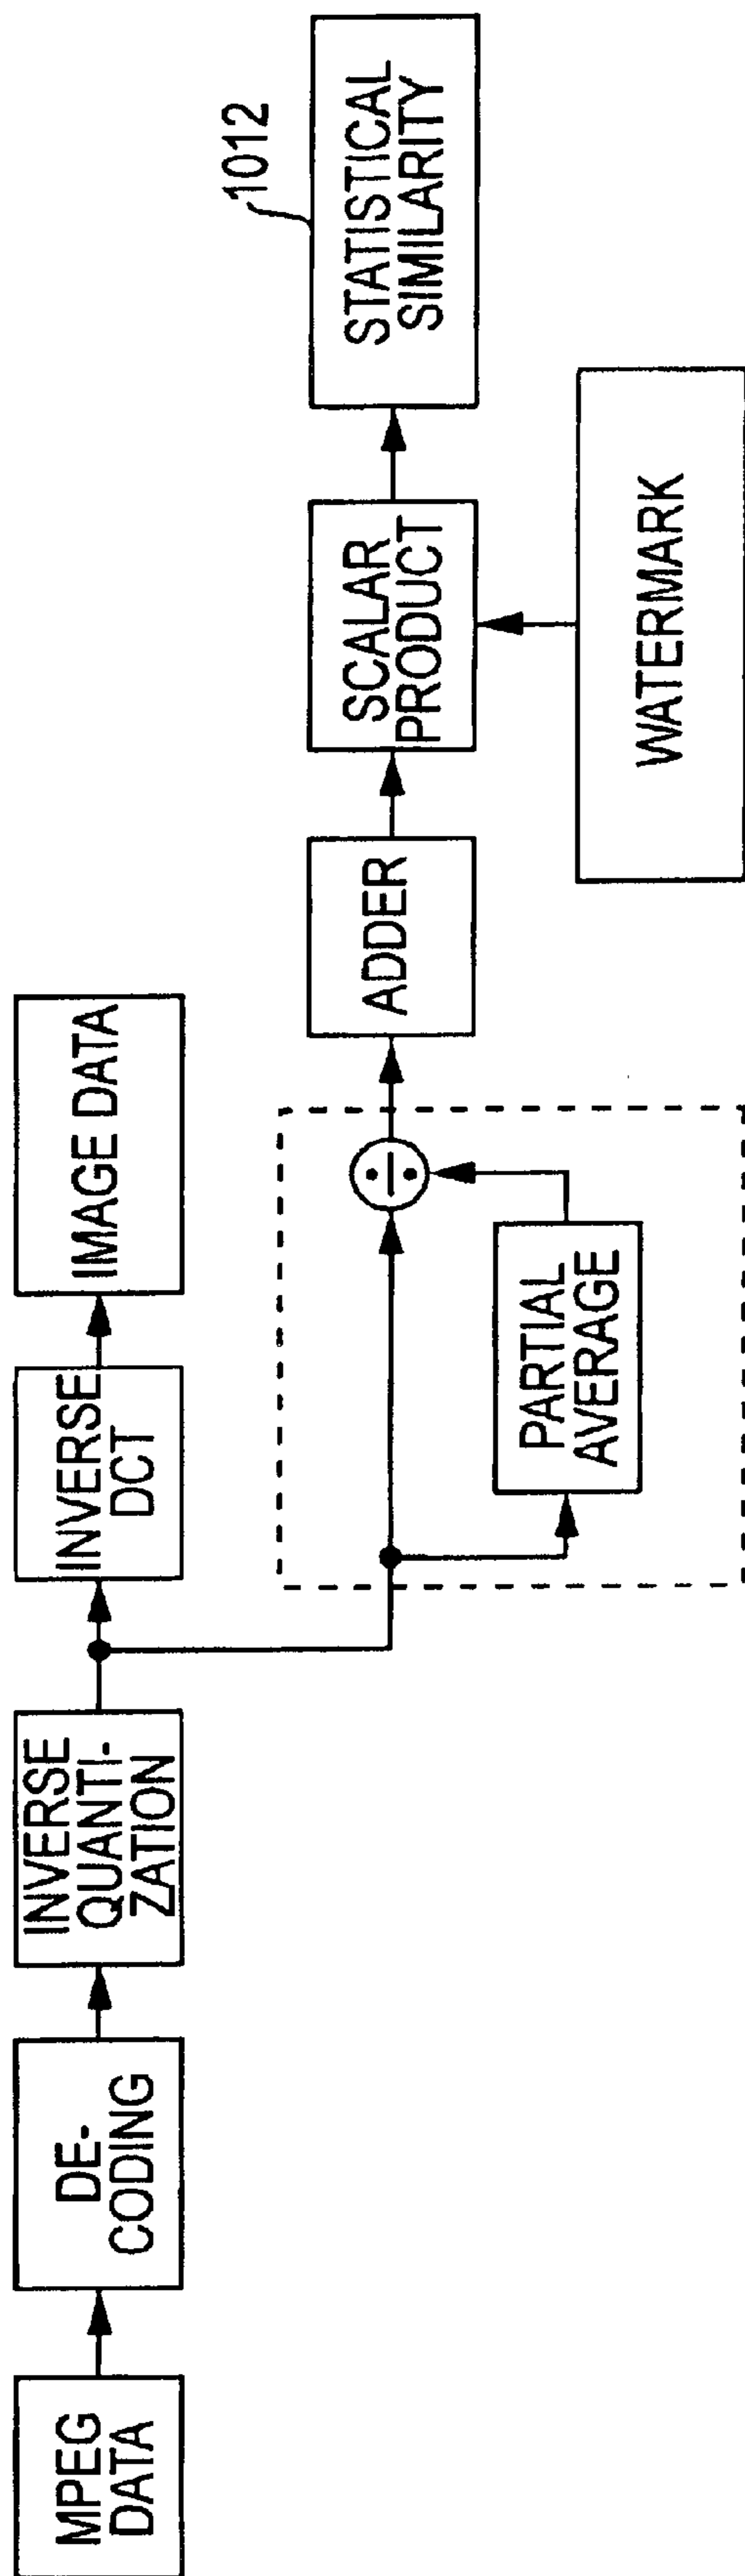 MPEG
DATA
DE-
CODING
INVERSE
QUANTI-
ZATION
INVERSE
DCT
IMAGE DATA
PARTIAL
AVERAGE
÷
ADDER
SCALAR
PRODUCT
WATERMARK
1012
STATISTICAL
SIMILARITY